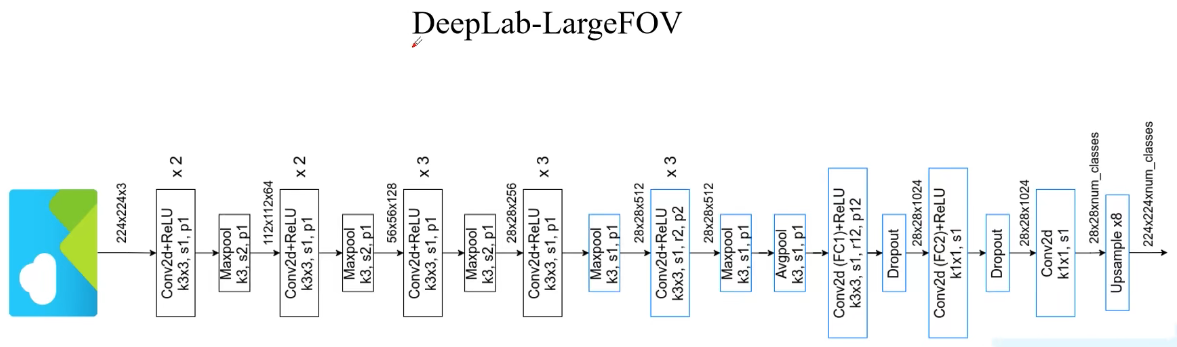 DeepLab-LargeFOV
224x224x3
x 2
Conv2d+ReLU
k3x3, s1, p1
Maxpool
k3, s2, p1
112x112x64
x 2
Conv2d+ReLU
k3x3, s1, p1
Maxpool
k3, s2, p1
56x56x128
x 3
Conv2d+ReLU
k3x3, s1, p1
Maxpool
k3, s2, p1
28x28x256
x 3
Conv2d+ReLU
k3x3, s1, p1
Maxpool
k3, s1, p1
28x28x512
x 3
Conv2d+ReLU
k3x3, s1, r2, p2
28x28x512
Maxpool
k3, s1, p1
Avgpool
k3, s1, p1
Conv2d (FC1)+ReLU
k3x3, s1, r12, p12
Dropout
28x28x1024
Conv2d (FC2)+ReLU
k1x1, s1
Dropout
28x28x1024
Conv2d
k1x1, s1
28x28xnum_classes
Upsample x8
224x224xnum_classes